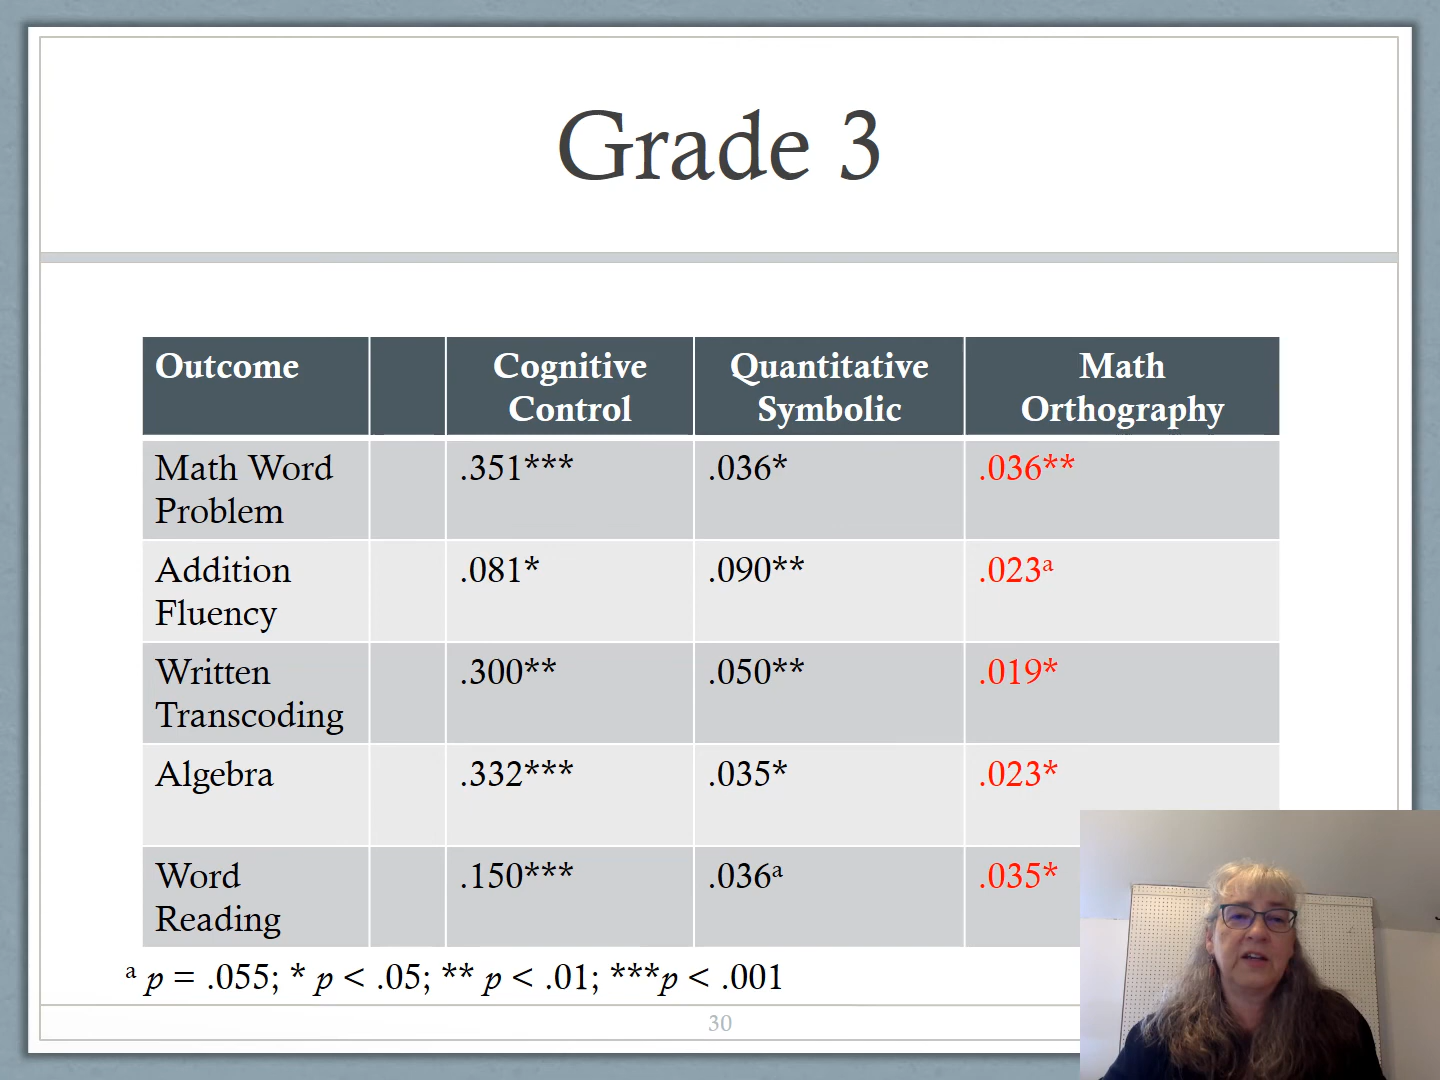 Grade 3
Outcome Cognitive Control Quantitative Symbolic Math Orthography
Math Word Problem .351*** .036* .036**
Addition Fluency .081* .090** .023ᵃ
Written Transcoding .300** .050** .019*
Algebra .332*** .035* .023*
Word Reading .150*** .036ᵃ .035*
ᵃ p = .055; * p < .05; ** p < .01; ***p < .001
30